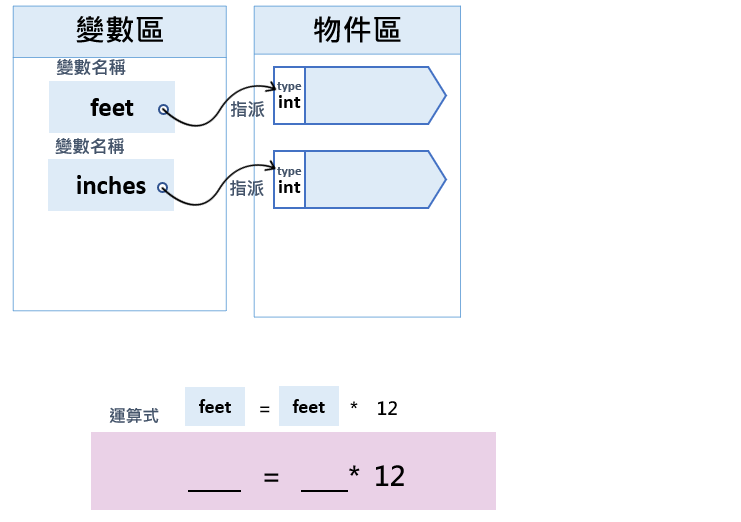 變數區
變數名稱
feet
變數名稱
inches
物件區
指派
type
int
指派
type
int
運算式 feet = feet * 12
____ = ____* 12